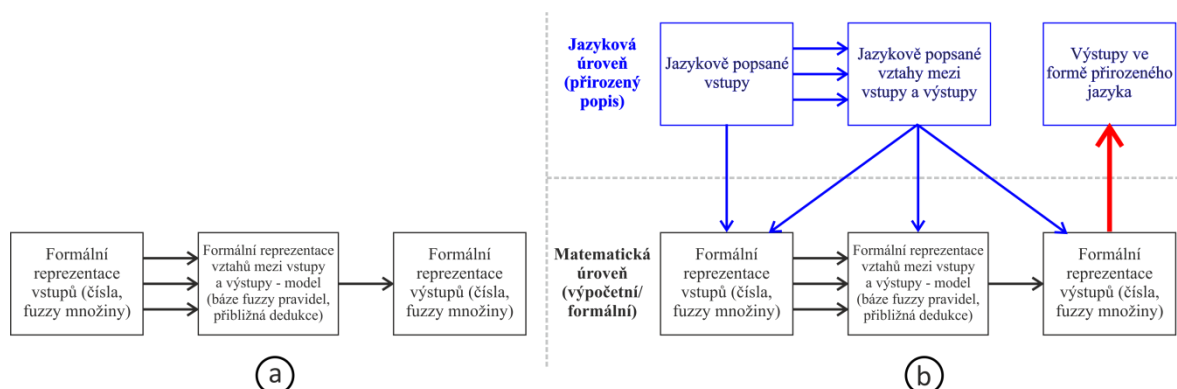 Formální
reprezentace
vstupů (čísla,
fuzzy množiny)
Formální reprezentace
vztahů mezi vstupy
a výstupy - model
(báze fuzzy pravidel,
přibližná dedukce)
Formální
reprezentace
výstupů (čísla,
fuzzy množiny)
a
Jazyková
úroveň
(přirozený
popis)
Jazykově popsané
vstupy
Jazykově popsané
vztahy mezi
vstupy a výstupy
Výstupy ve
formě přirozeného
jazyka
Matematická
úroveň
(výpočetní/
formální)
Formální
reprezentace
vstupů (čísla,
fuzzy množiny)
Formální reprezentace
vztahů mezi vstupy
a výstupy - model
(báze fuzzy pravidel,
přibližná dedukce)
Formální
reprezentace
výstupů (čísla,
fuzzy množiny)
b